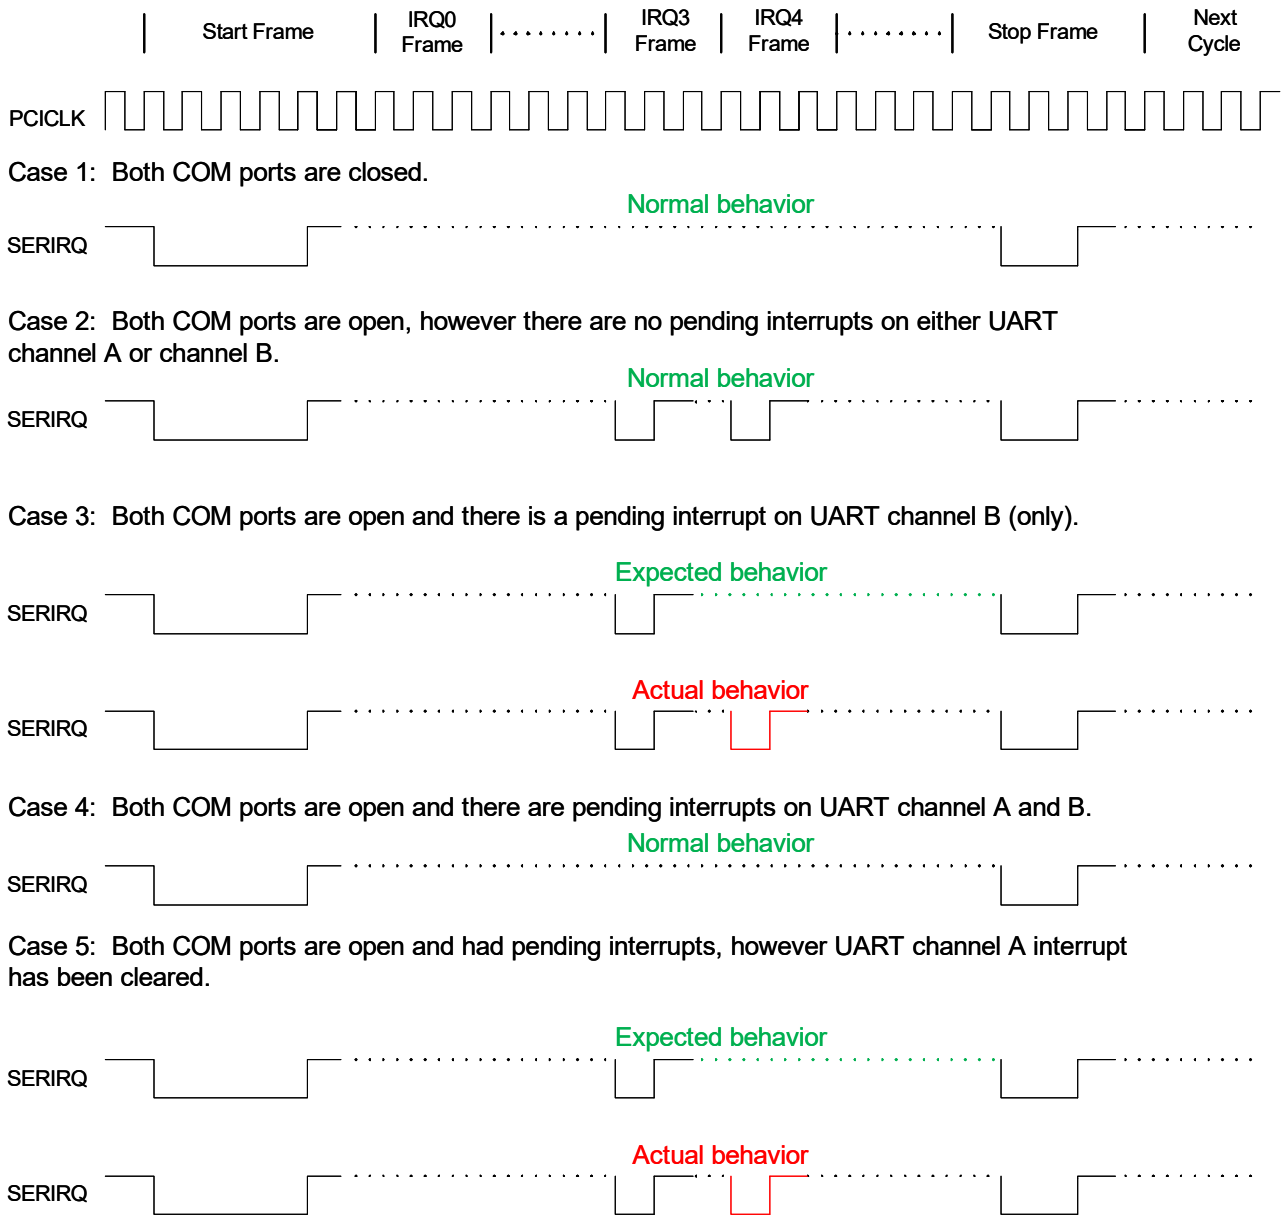 Start Frame
IRQ0
Frame
IRQ3
Frame
IRQ4
Frame
Stop Frame
Next
Cycle
PCICLK
Case 1: Both COM ports are closed.
Normal behavior
SERIRQ
Case 2: Both COM ports are open, however there are no pending interrupts on either UART
channel A or channel B.
Normal behavior
SERIRQ
Case 3: Both COM ports are open and there is a pending interrupt on UART channel B (only).
Expected behavior
SERIRQ
Actual behavior
SERIRQ
Case 4: Both COM ports are open and there are pending interrupts on UART channel A and B.
Normal behavior
SERIRQ
Case 5: Both COM ports are open and had pending interrupts, however UART channel A interrupt
has been cleared.
Expected behavior
SERIRQ
Actual behavior
SERIRQ